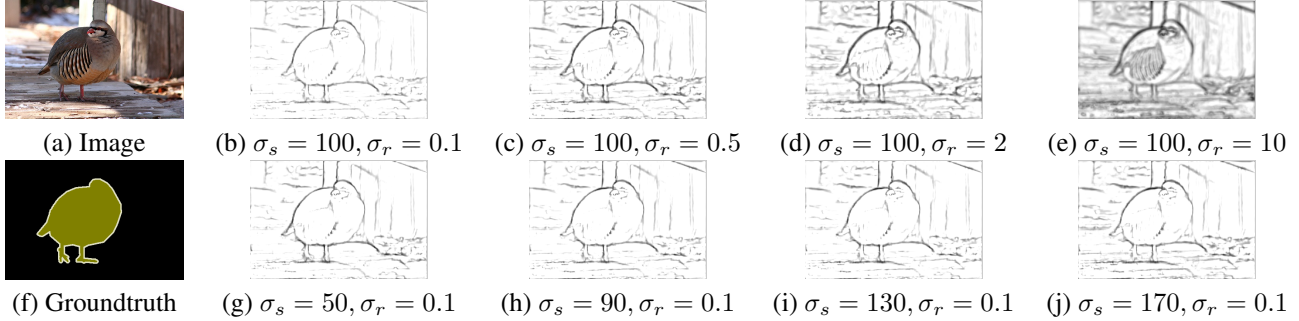 (a) Image
(b) σₛ = 100, σᵣ = 0.1
(c) σₛ = 100, σᵣ = 0.5
(d) σₛ = 100, σᵣ = 2
(e) σₛ = 100, σᵣ = 10
(f) Groundtruth
(g) σₛ = 50, σᵣ = 0.1
(h) σₛ = 90, σᵣ = 0.1
(i) σₛ = 130, σᵣ = 0.1
(j) σₛ = 170, σᵣ = 0.1